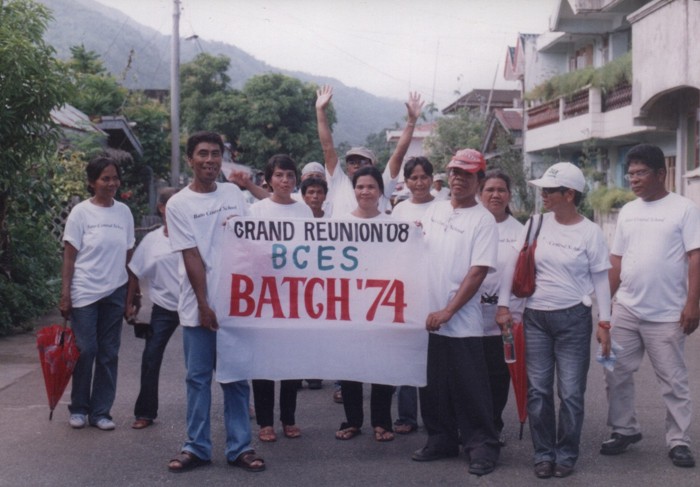 GRAND REUNION'08
BCES
BATCH '74